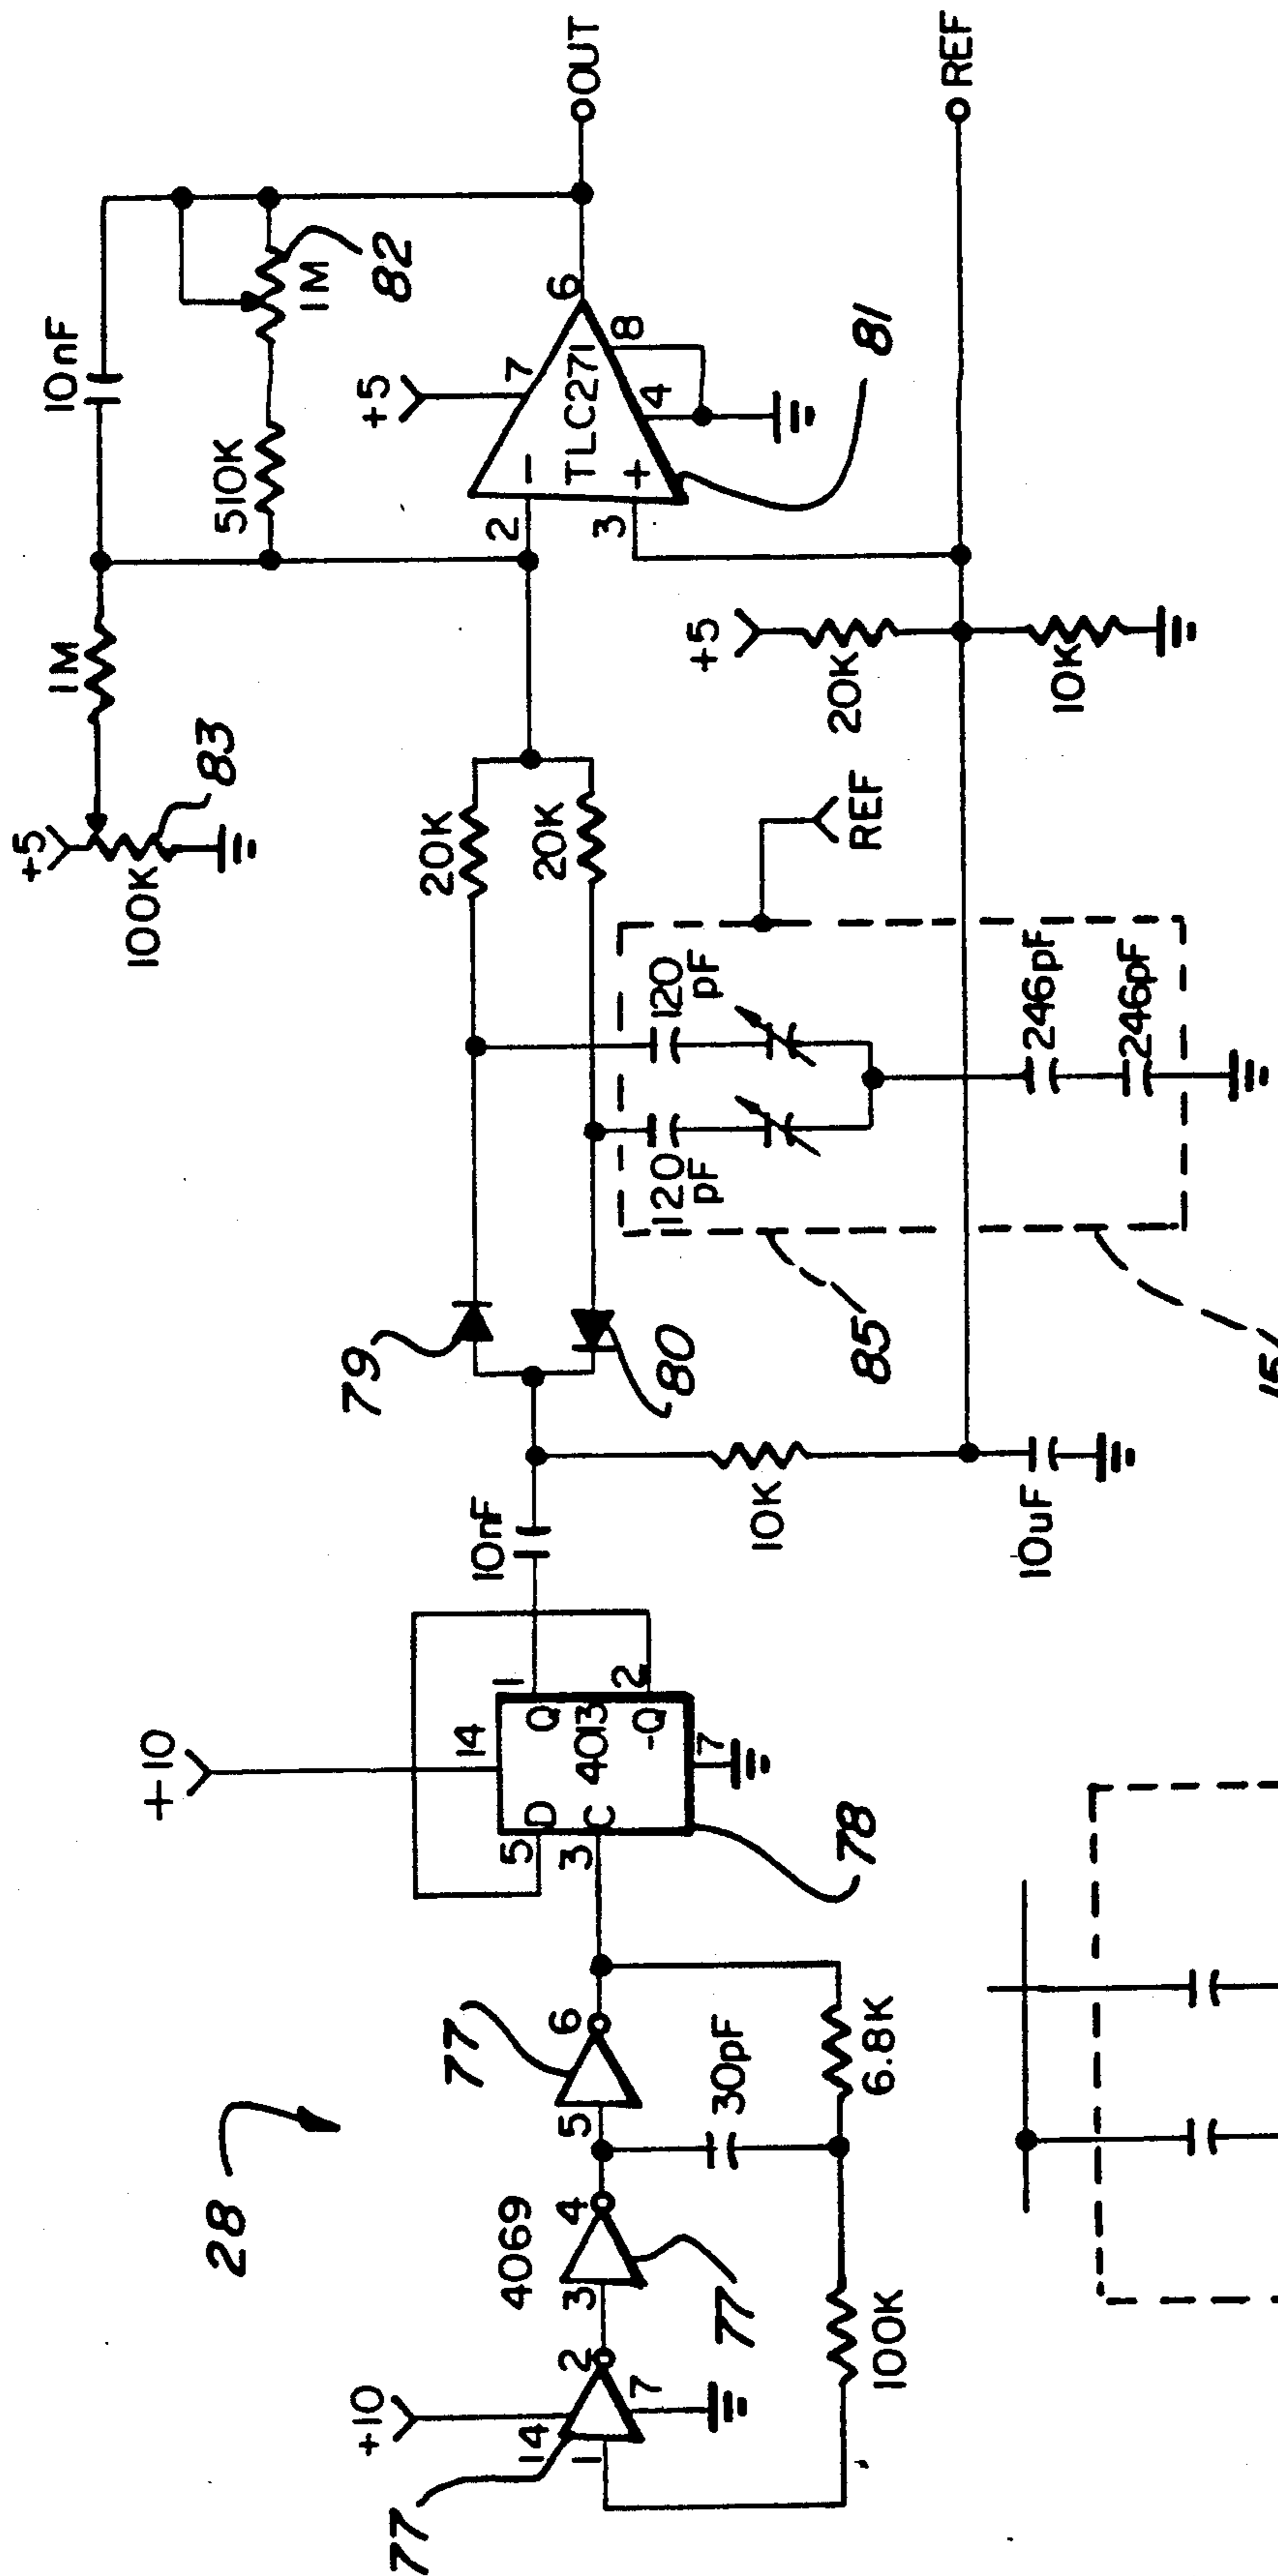 28
77
+10
14
1
2
7
3
4069
4
77
5
6
77
30pF
100K
6.8K
+10
14
5
D
3
C
4013
Q
1
-Q
2
7
78
10nF
10K
10uF
79
80
85
15
120
pF
120
pF
246pF
246pF
REF
20K
20K
+5
100K
83
1M
10nF
510K
1M
82
+5
7
2
-
3
+
TLC271
6
8
4
81
+5
20K
10K
OUT
REF